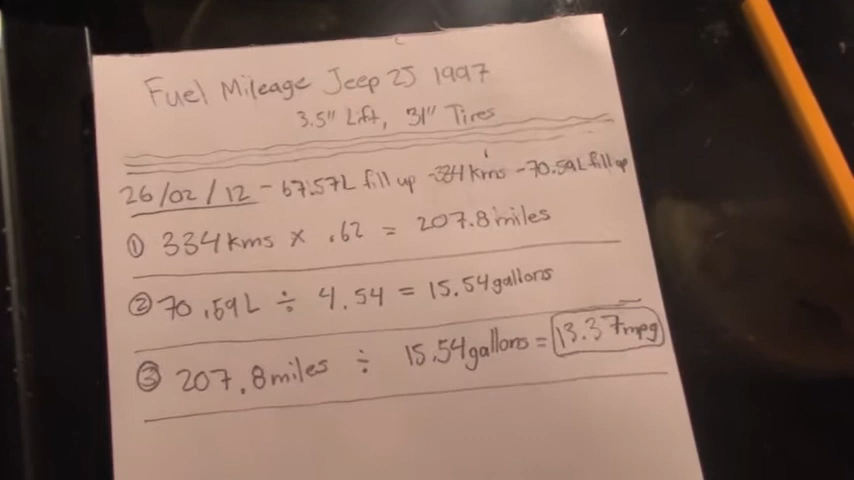 Fuel Mileage Jeep ZJ 1997
3.5" Lift, 31" Tires
26/02/12 - 67.57L fill up - 334 kms - 70.59L fill up
① 334 kms × .62 = 207.8 miles
② 70.59L ÷ 4.54 = 15.54 gallons
③ 207.8 miles ÷ 15.54 gallons = 13.37 mpg